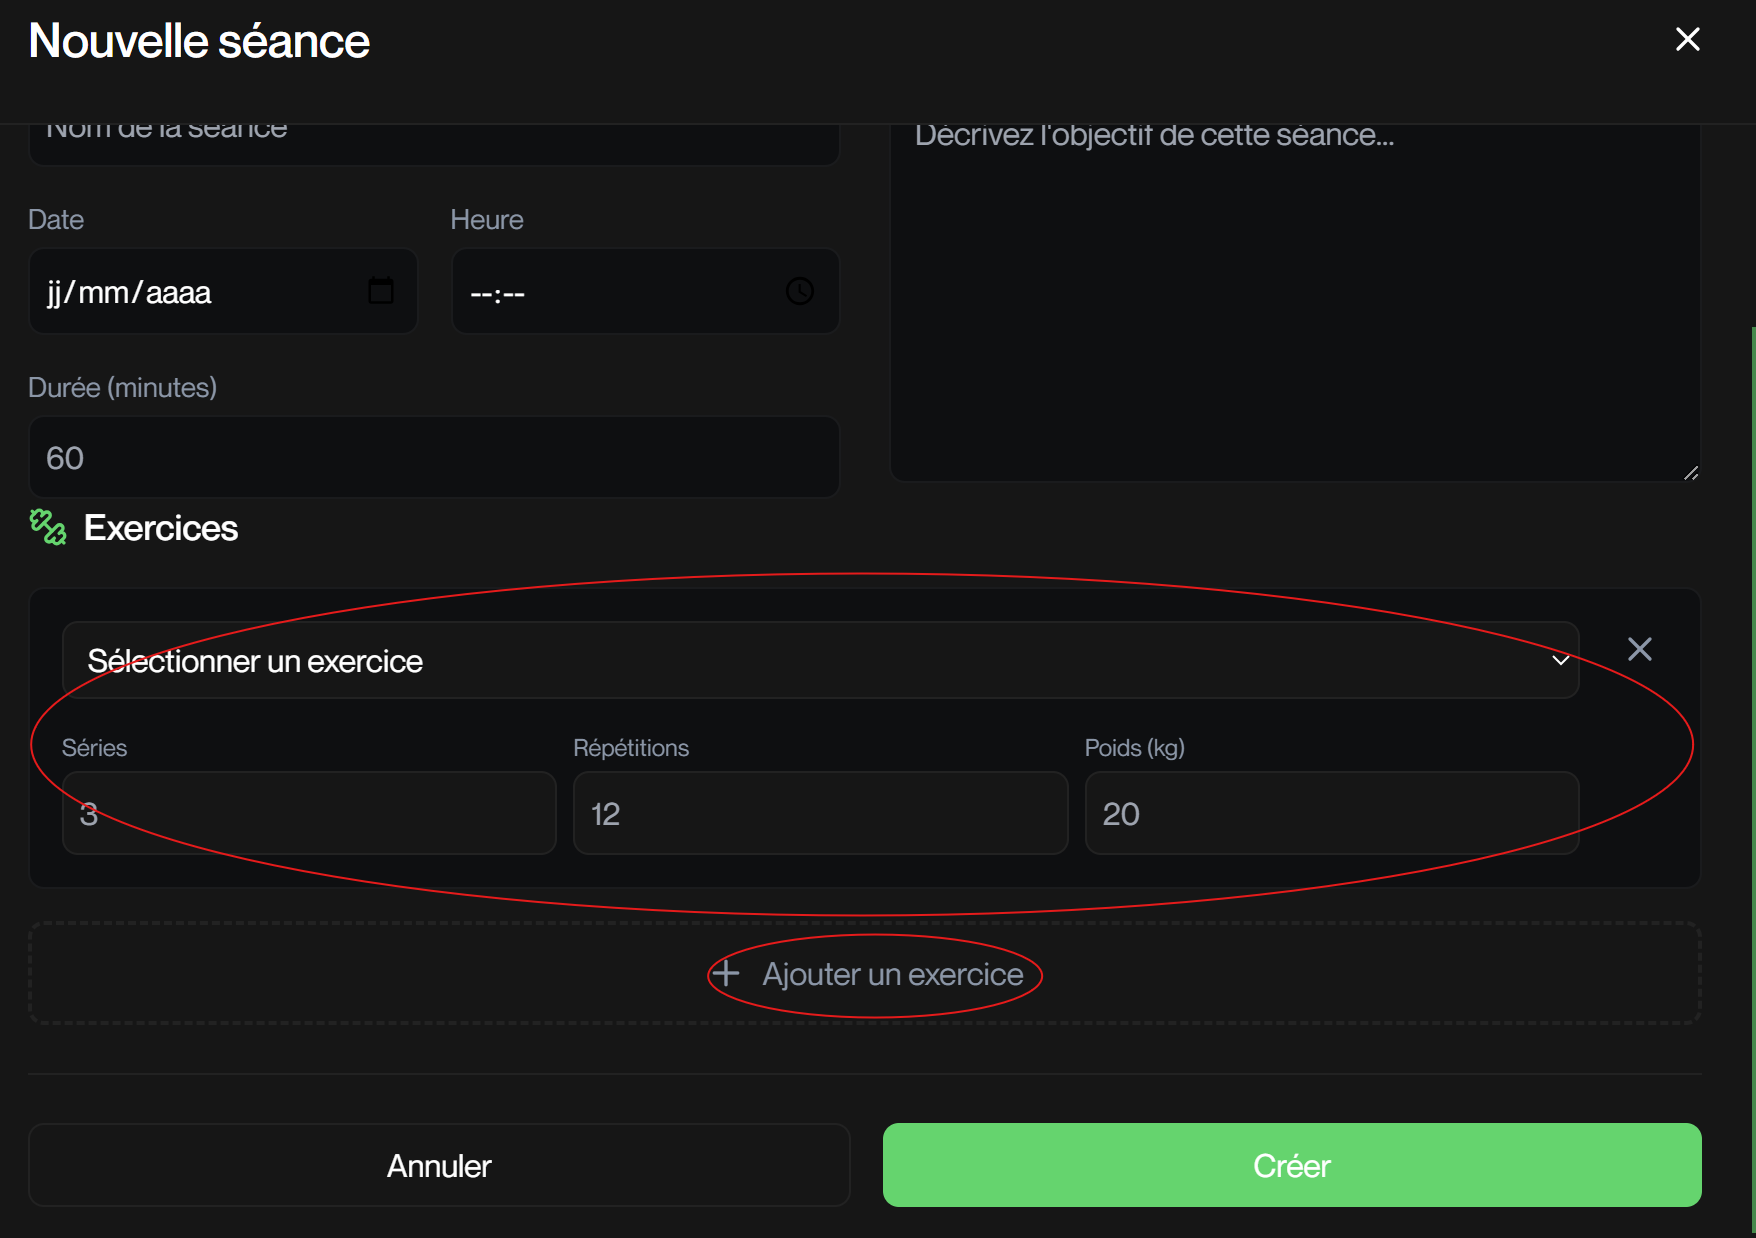 Nouvelle séance
Nom de la séance
Décrivez l'objectif de cette séance...
Date
Heure
jj/mm/aaaa
--:--
Durée (minutes)
60
Exercices
Sélectionner un exercice
Séries
Répétitions
Poids (kg)
3
12
20
Ajouter un exercice
Annuler
Créer